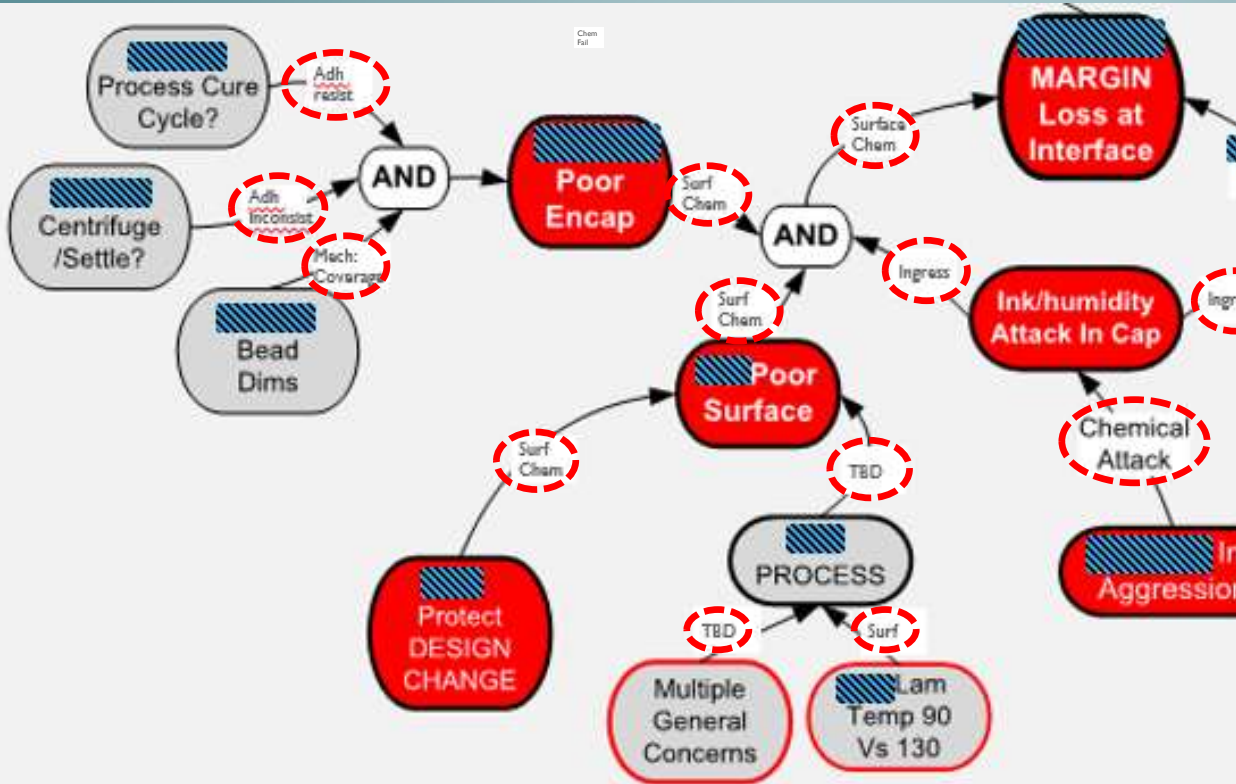 Chem
Fail
Process Cure
Cycle?
Adh
resist
MARGIN
Loss at
Interface
Surface
Chem
AND
Poor
Encap
Surf
Chem
Centrifuge
/Settle?
Adh
Inconsist
Mech:
Coverage
AND
Ingress
Bead
Dims
Surf
Chem
Ink/humidity
Attack In Cap
Poor
Surface
Surf
Chem
TBD
Chemical
Attack
PROCESS
Aggression
Protect
DESIGN
CHANGE
TBD
Surf
Multiple
General
Concerns
Lam
Temp 90
Vs 130